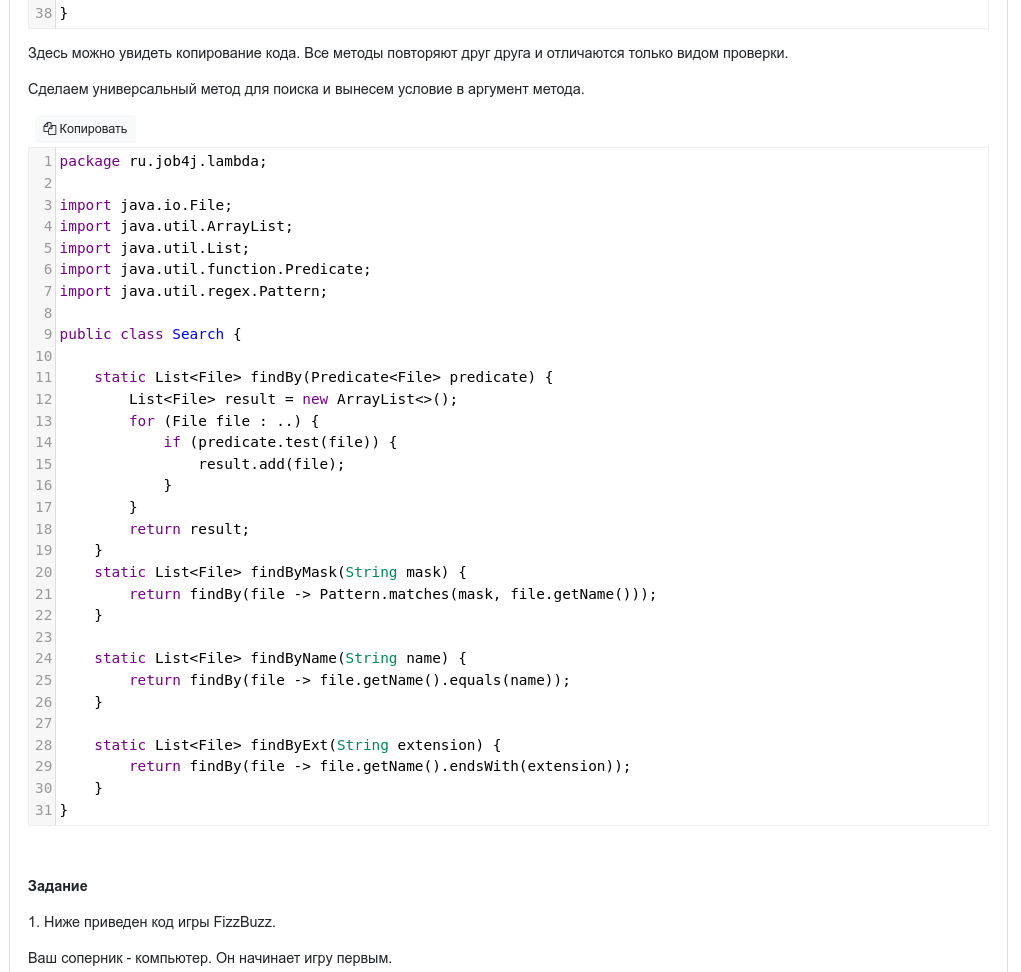 38 }
Здесь можно увидеть копирование кода. Все методы повторяют друг друга и отличаются только видом проверки.
Сделаем универсальный метод для поиска и вынесем условие в аргумент метода.
Копировать
1 package ru.job4j.lambda;
2
3 import java.io.File;
4 import java.util.ArrayList;
5 import java.util.List;
6 import java.util.function.Predicate;
7 import java.util.regex.Pattern;
8
9 public class Search {
10
11     static List<File> findBy(Predicate<File> predicate) {
12         List<File> result = new ArrayList<>();
13         for (File file : ..) {
14             if (predicate.test(file)) {
15                 result.add(file);
16             }
17         }
18         return result;
19     }
20     static List<File> findByMask(String mask) {
21         return findBy(file -> Pattern.matches(mask, file.getName()));
22     }
23
24     static List<File> findByName(String name) {
25         return findBy(file -> file.getName().equals(name));
26     }
27
28     static List<File> findByExt(String extension) {
29         return findBy(file -> file.getName().endsWith(extension));
30     }
31 }
Задание
1. Ниже приведен код игры FizzBuzz.
Ваш соперник - компьютер. Он начинает игру первым.